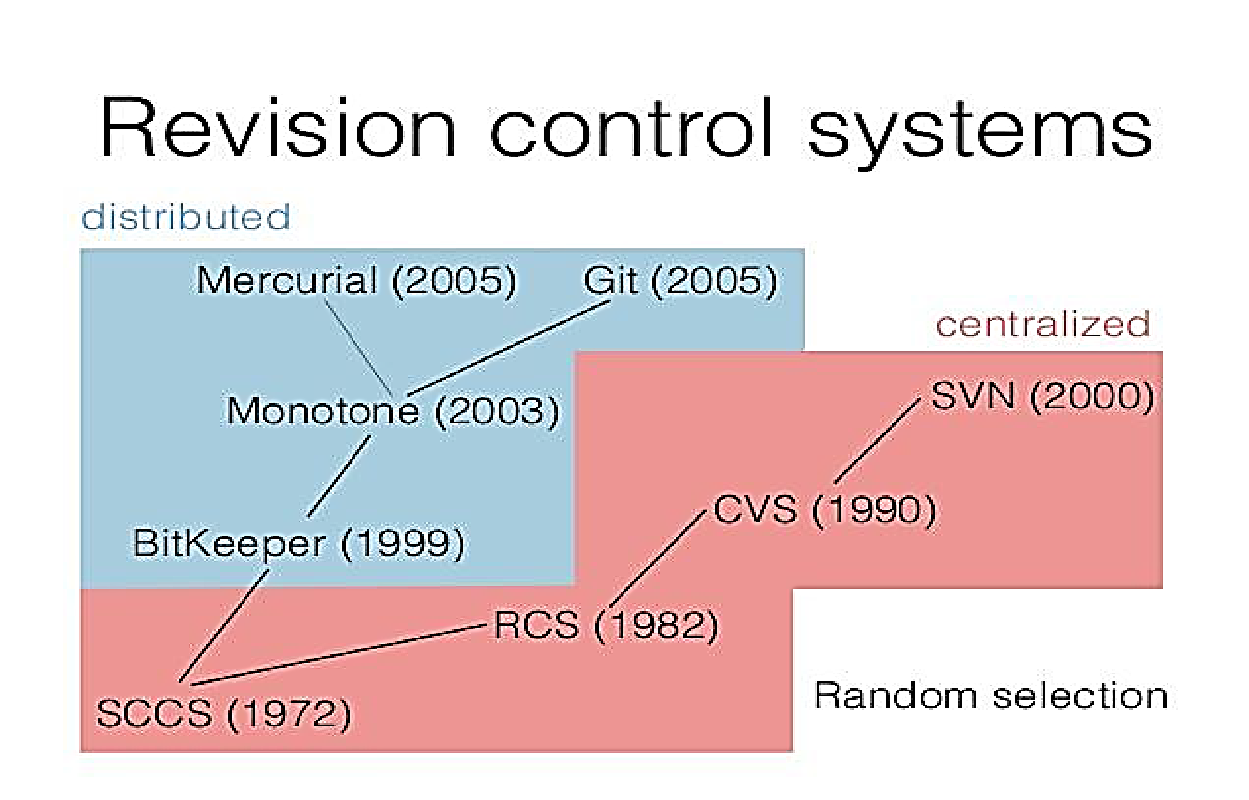 Revision control systems
distributed
Mercurial (2005) Git (2005)
centralized
SVN (2000)
Monotone (2003)
CVS (1990)
BitKeeper (1999)
RCS (1982)
Random selection
SCCS (1972)